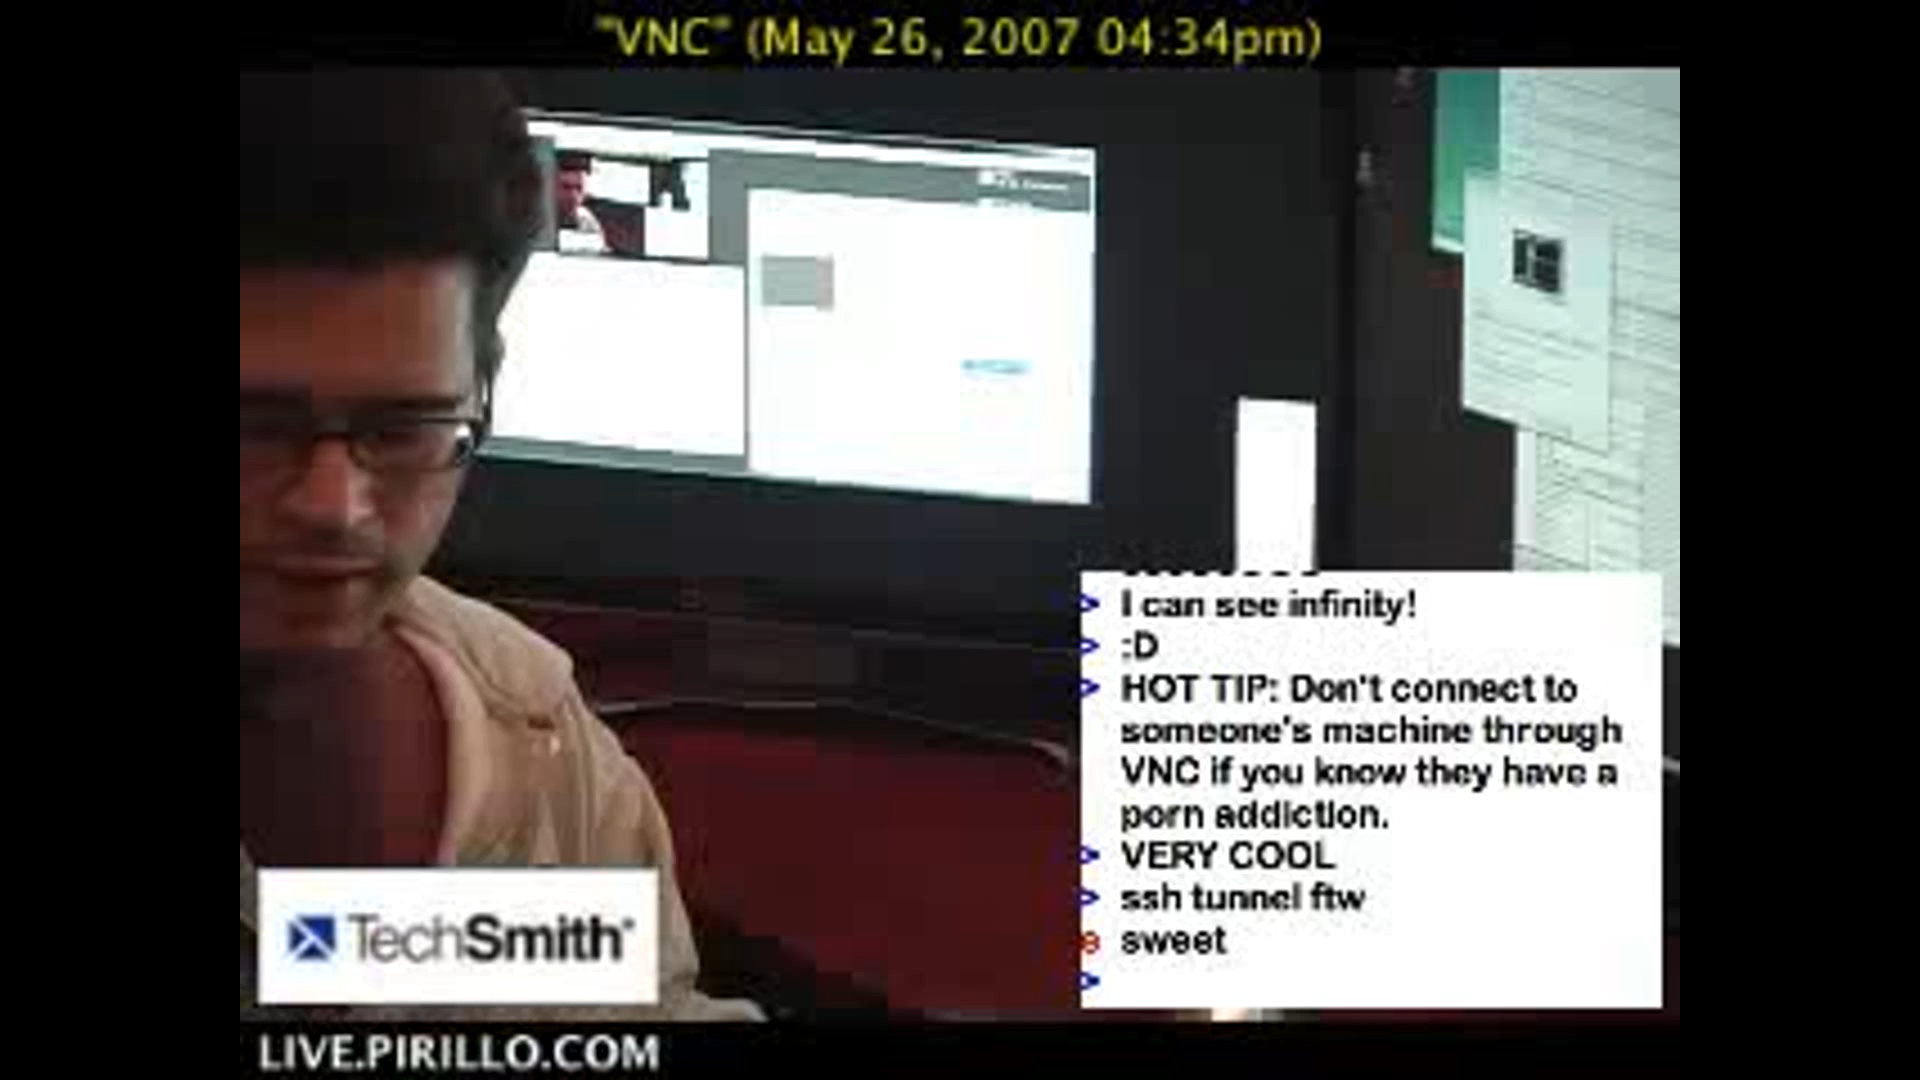 "VNC" (May 26, 2007 04:34pm)
> I can see infinity!
> :D
> HOT TIP: Don't connect to
someone's machine through
VNC if you know they have a
porn addiction.
> VERY COOL
> ssh tunnel ftw
sweet
>
TechSmith
LIVE.PIRILLO.COM